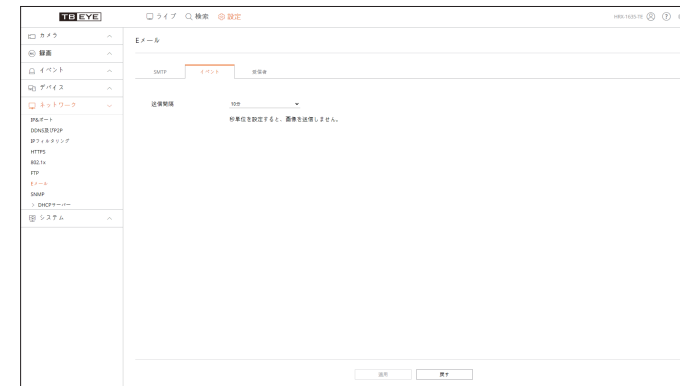 TB EYE
ライブ 検索 設定
HRX-1635-TE
カメラ
録画
イベント
デバイス
ネットワーク
IP&ポート
DDNS及びP2P
IPフィルタリング
HTTPS
802.1x
FTP
Eメール
SNMP
> DHCPサーバー
システム
Eメール
SMTP イベント 受信者
送信間隔 10分
秒単位を設定すると、画像を送信しません。
適用 戻す